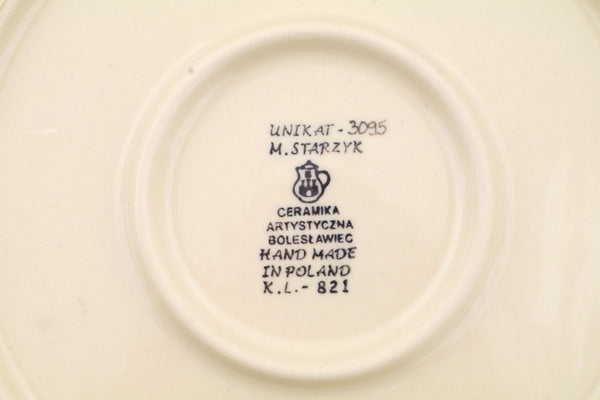 UNIKAT - 3095
M. STARZYK
CERAMIKA
ARTYSTYCZNA
BOLESŁAWIEC
HAND MADE
IN POLAND
K.L.- 821